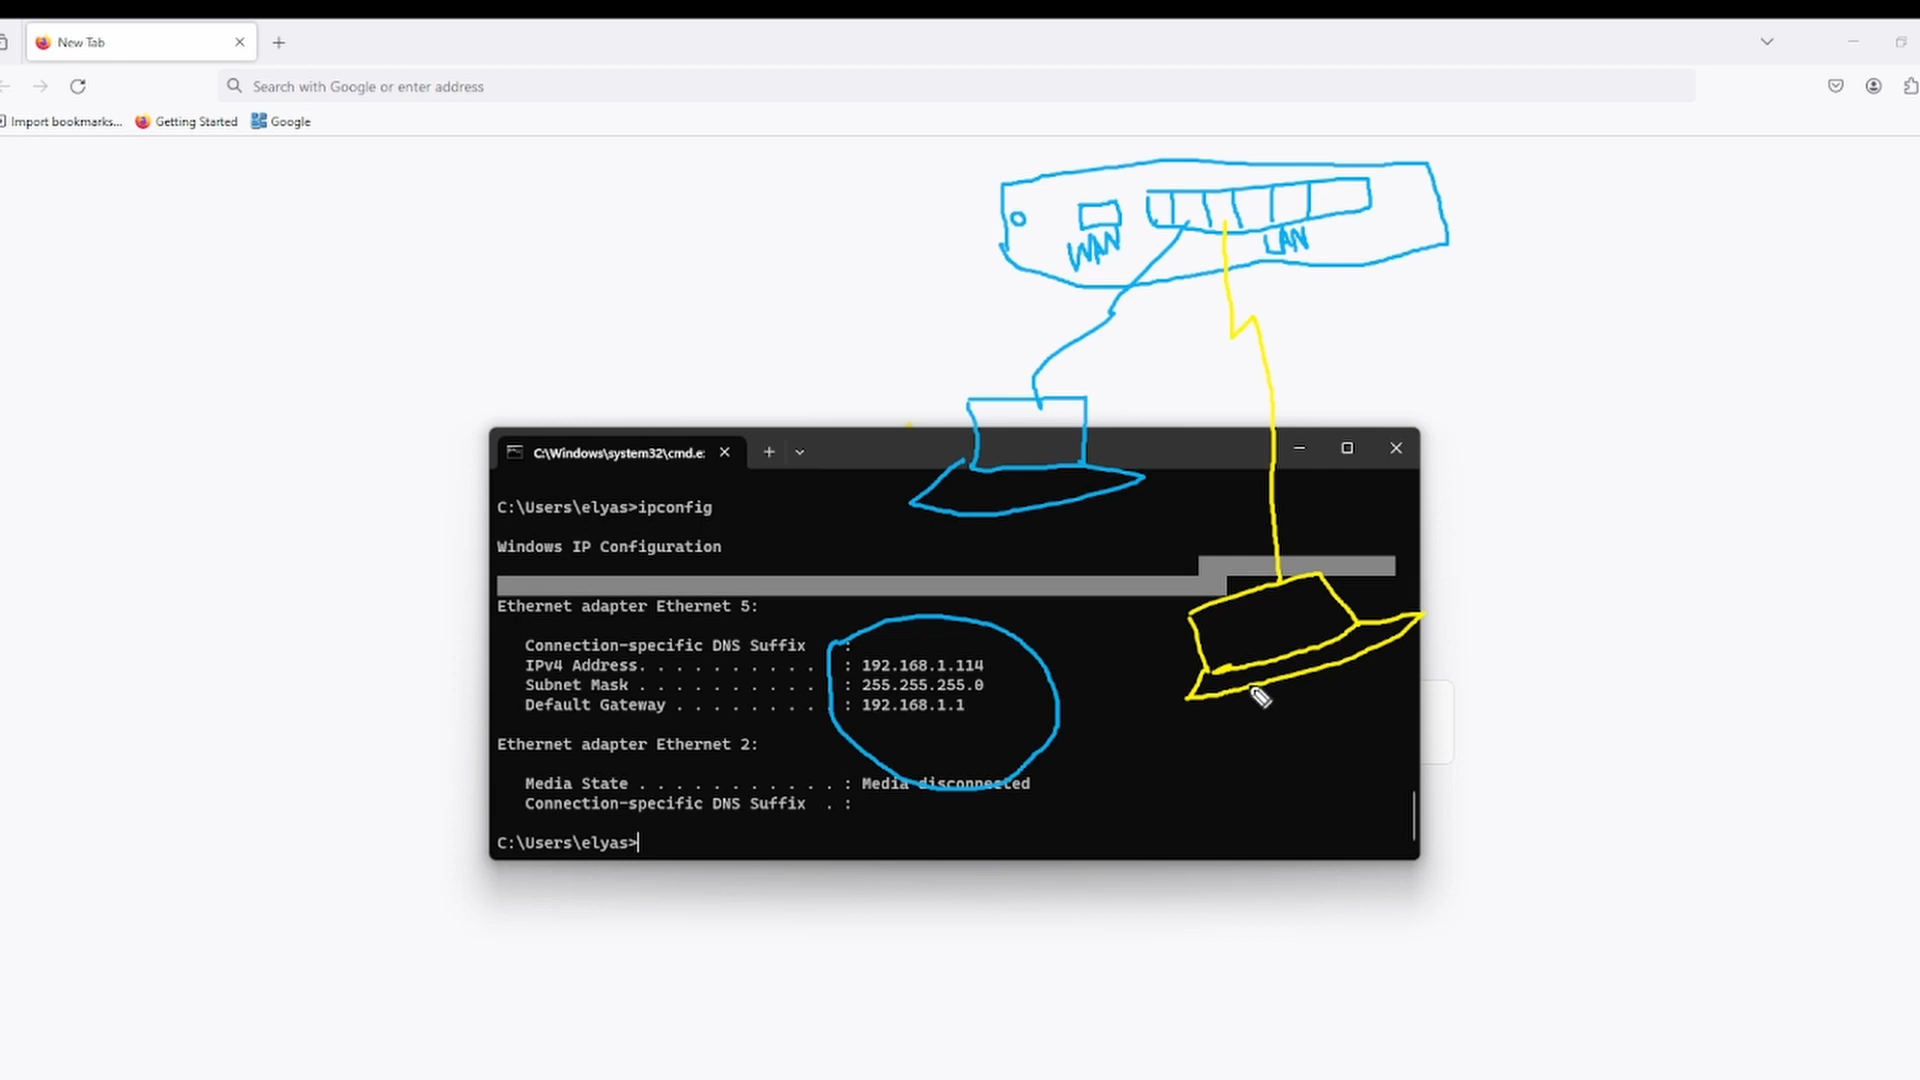 New Tab
Search with Google or enter address
Import bookmarks...
Getting Started
Google
WAN
LAN
C:\Windows\system32\cmd.e:
C:\Users\elyas>ipconfig
Windows IP Configuration
Ethernet adapter Ethernet 5:
Connection-specific DNS Suffix  :
IPv4 Address. . . . . . . . . . : 192.168.1.114
Subnet Mask . . . . . . . . . . : 255.255.255.0
Default Gateway . . . . . . . . : 192.168.1.1
Ethernet adapter Ethernet 2:
Media State . . . . . . . . . . . : Media disconnected
Connection-specific DNS Suffix  . :
C:\Users\elyas>